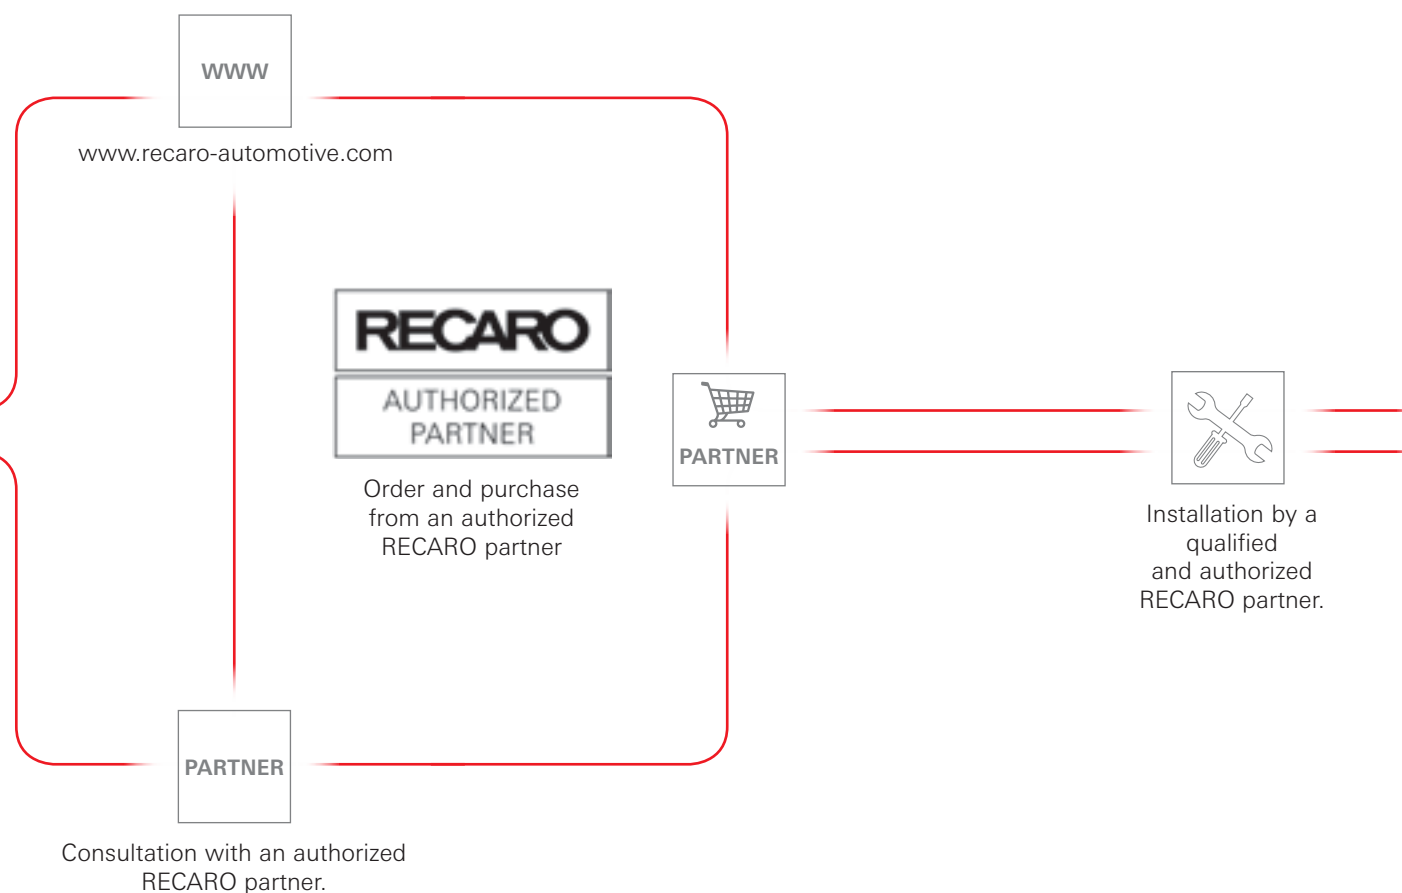 WWW
www.recaro-automotive.com
RECARO
AUTHORIZED
PARTNER
Order and purchase
from an authorized
RECARO partner
PARTNER
Installation by a
qualified
and authorized
RECARO partner.
PARTNER
Consultation with an authorized
RECARO partner.